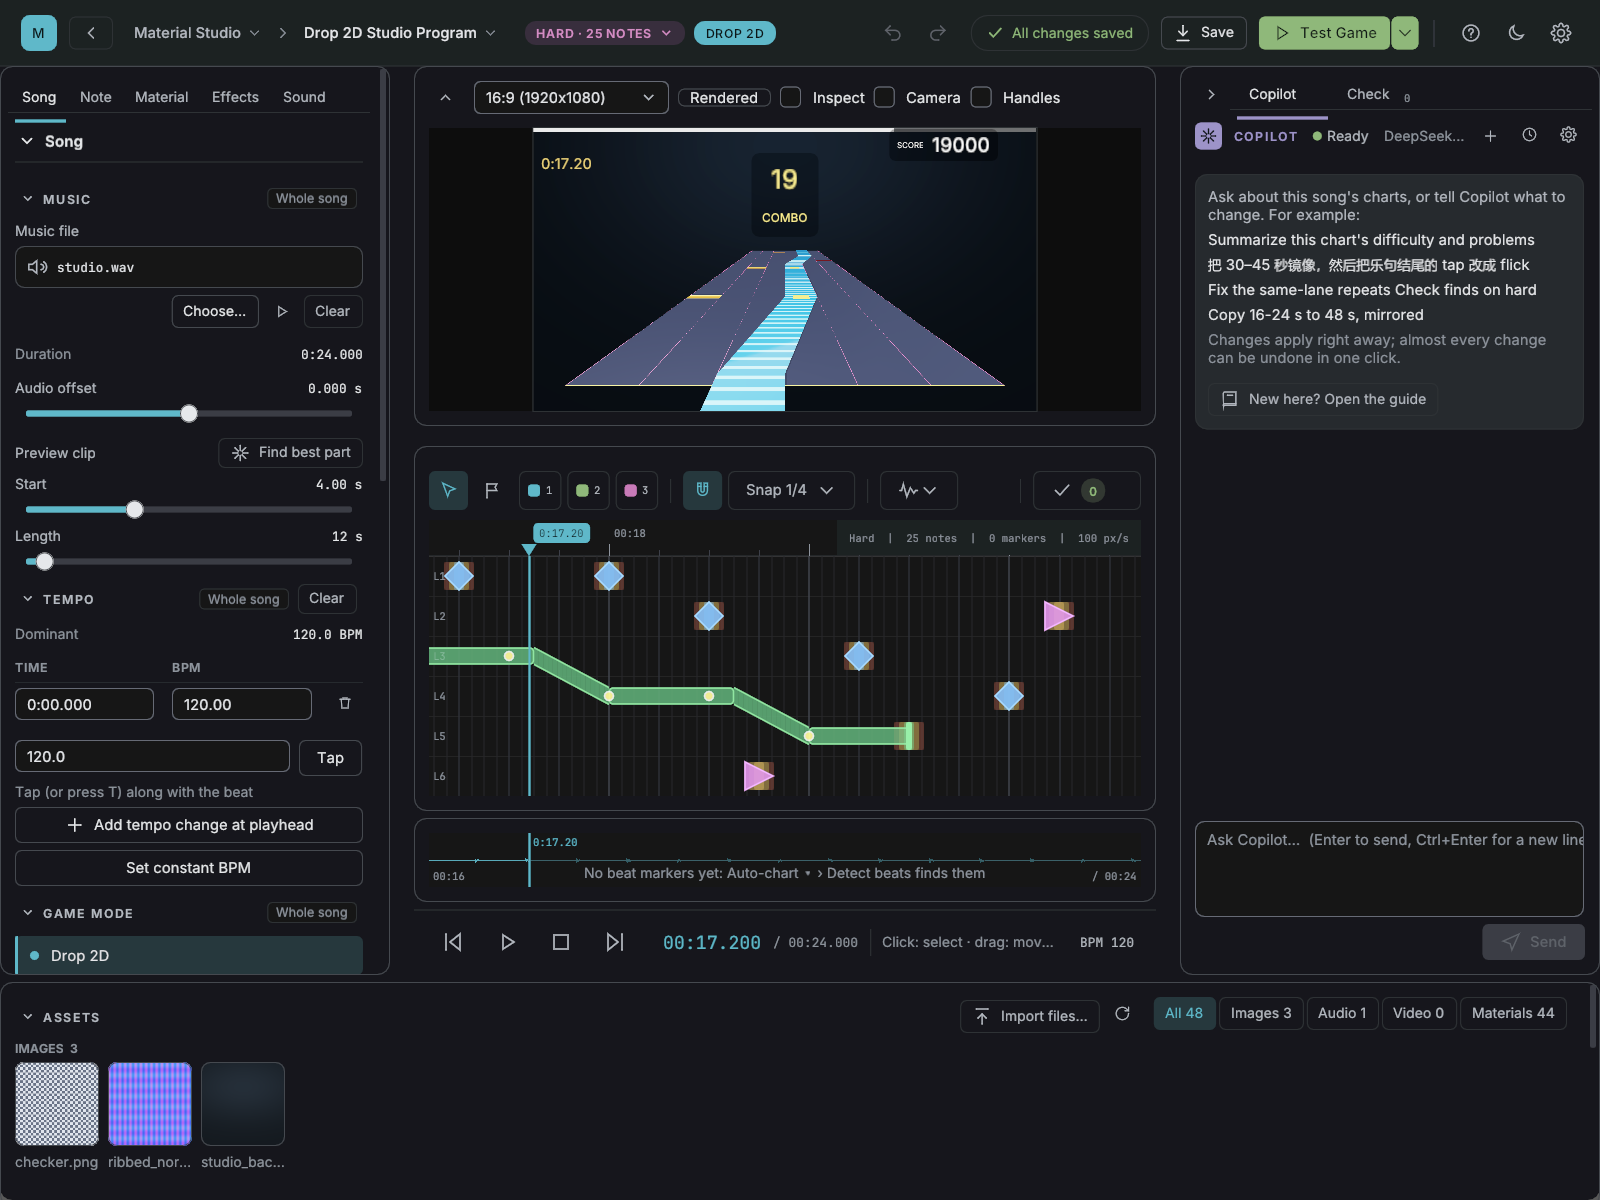 M
Material Studio
Drop 2D Studio Program
HARD · 25 NOTES
DROP 2D
All changes saved
Save
Test Game
Song
Note
Material
Effects
Sound
Song
MUSIC
Whole song
Music file
studio.wav
Choose...
Clear
Duration
0:24.000
Audio offset
0.000 s
Preview clip
Find best part
Start
4.00 s
Length
12 s
TEMPO
Whole song
Clear
Dominant
120.0 BPM
TIME
BPM
0:00.000
120.00
120.0
Tap
Tap (or press T) along with the beat
Add tempo change at playhead
Set constant BPM
GAME MODE
Whole song
Drop 2D
16:9 (1920x1080)
Rendered
Inspect
Camera
Handles
0:17.20
19
COMBO
SCORE 19000
1
2
3
Snap 1/4
0
0:17.20
00:18
Hard | 25 notes | 0 markers | 100 px/s
L1
L2
L3
L4
L5
L6
0:17.20
00:16
No beat markers yet: Auto-chart ▾ › Detect beats finds them
/ 00:24
00:17.200 / 00:24.000
Click: select · drag: mov...
BPM 120
Copilot
Check 0
COPILOT
Ready
DeepSeek...
Ask about this song's charts, or tell Copilot what to
change. For example:
Summarize this chart's difficulty and problems
把 30–45 秒镜像，然后把乐句结尾的 tap 改成 flick
Fix the same-lane repeats Check finds on hard
Copy 16-24 s to 48 s, mirrored
Changes apply right away; almost every change
can be undone in one click.
New here? Open the guide
Ask Copilot... (Enter to send, Ctrl+Enter for a new line
Send
ASSETS
Import files...
All 48
Images 3
Audio 1
Video 0
Materials 44
IMAGES 3
checker.png
ribbed_nor...
studio_bac...